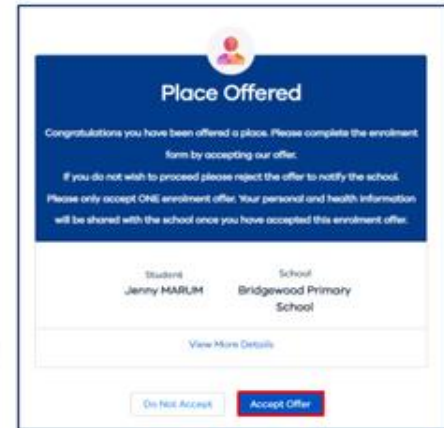 Place Offered
Congratulations you have been offered a place. Please complete the enrolment
form by accepting our offer.
If you do not wish to proceed please reject the offer to notify the school.
Please only accept ONE enrolment offer. Your personal and health information
will be shared with the school once you have accepted this enrolment offer.
Student School
Jenny MARUM Bridgewood Primary
School
View More Details
Do Not Accept Accept Offer